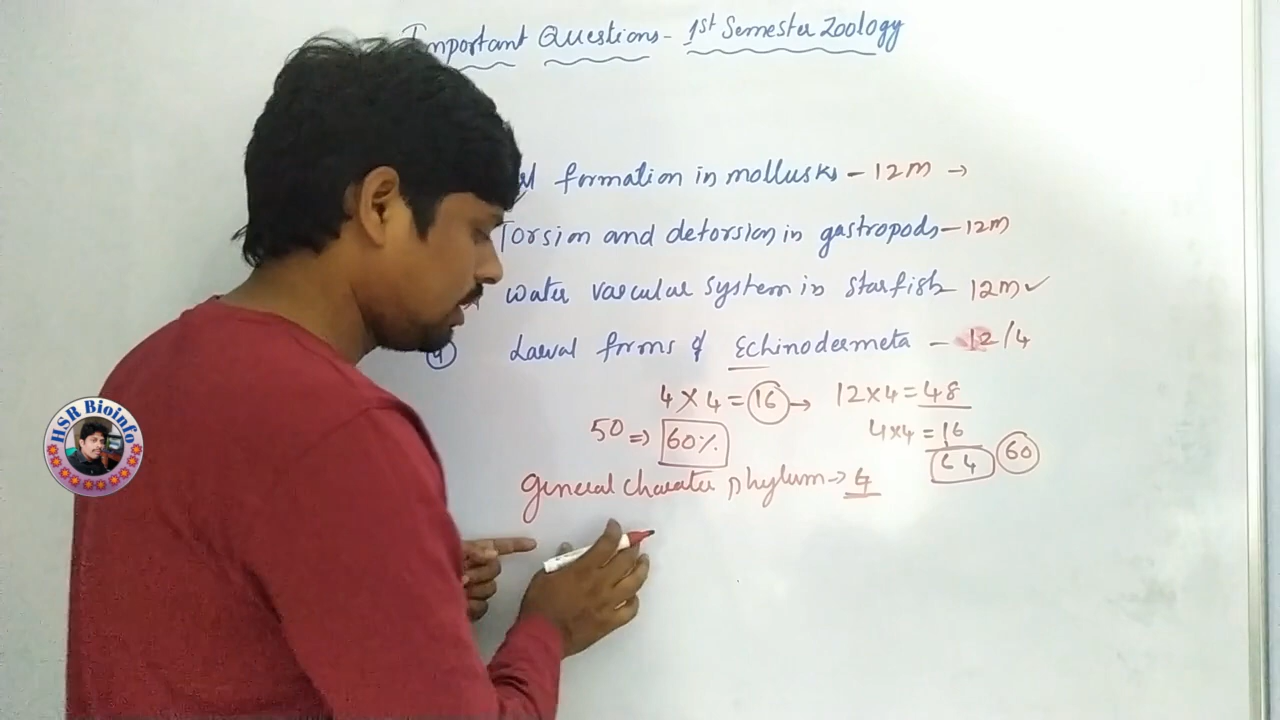 Important Questions - 1st Semester Zoology
formation in mollusks - 12m →
Torsion and detorsion in gastropods - 12m
water vascular system in starfish 12m ✓
④ Larval forms of Echinodermeta - 12/4
4 × 4 = 16 → 12 × 4 = 48
50 => 60% 4×4 = 16
64 60
General charater phylum → 4
HSR Bioinfo